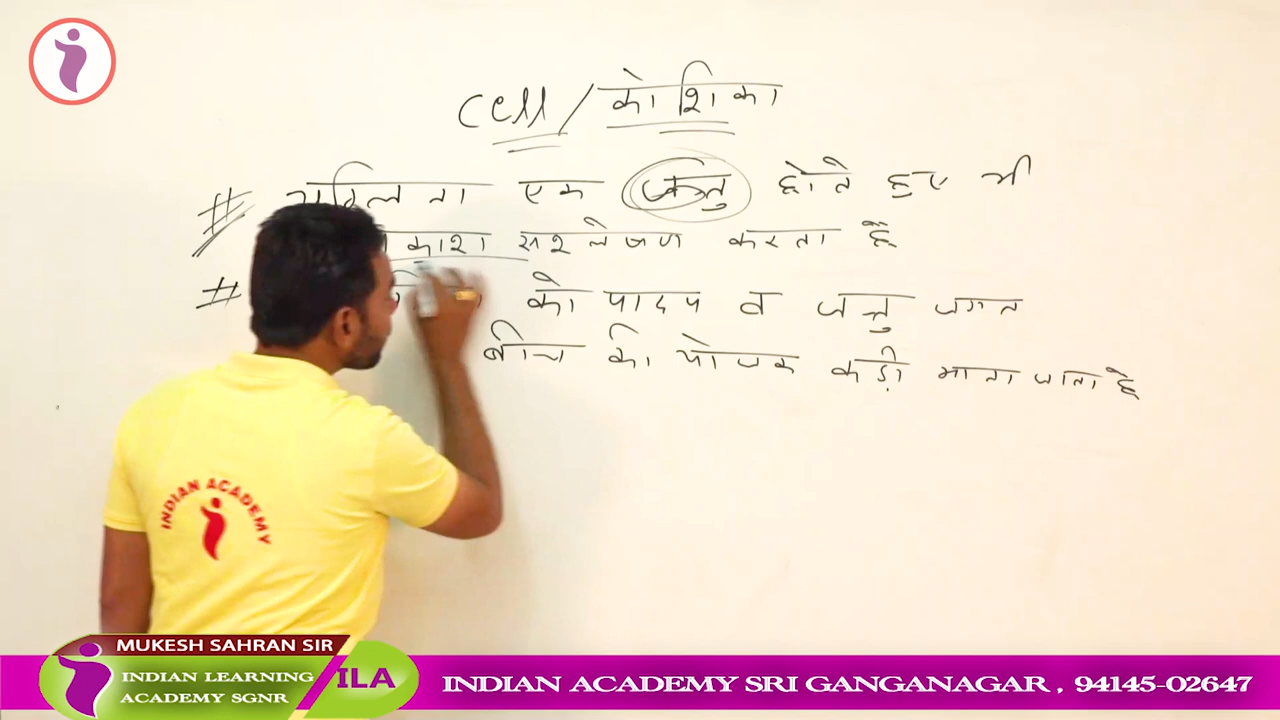 cell / कोशिका
# एक जन्तु होते हुए भी
काश संश्लेषण करता है
# को पादप व जन्तु जगत
बीच की योजक कड़ी माना जाता है
INDIAN ACADEMY
MUKESH SAHRAN SIR
INDIAN LEARNING
ACADEMY SGNR
ILA
INDIAN ACADEMY SRI GANGANAGAR , 94145-02647